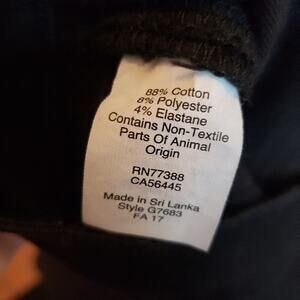 88% Cotton
8% Polyester
4% Elastane
Contains Non-Textile
Parts Of Animal
Origin
RN77388
CA56445
Made in Sri Lanka
Style G7683
FA 17